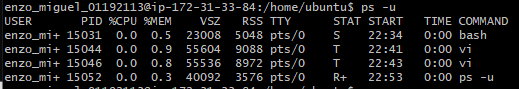 enzo_miguel_01192113@ip-172-31-33-84:/home/ubuntu$ ps -u
USER PID %CPU %MEM VSZ RSS TTY STAT START TIME COMMAND
enzo_mi+ 15031 0.0 0.5 23008 5048 pts/0 S 22:34 0:00 bash
enzo_mi+ 15044 0.0 0.9 55604 9088 pts/0 T 22:41 0:00 vi
enzo_mi+ 15046 0.0 0.8 55536 8972 pts/0 T 22:43 0:00 vi
enzo_mi+ 15052 0.0 0.3 40092 3576 pts/0 R+ 22:53 0:00 ps -u